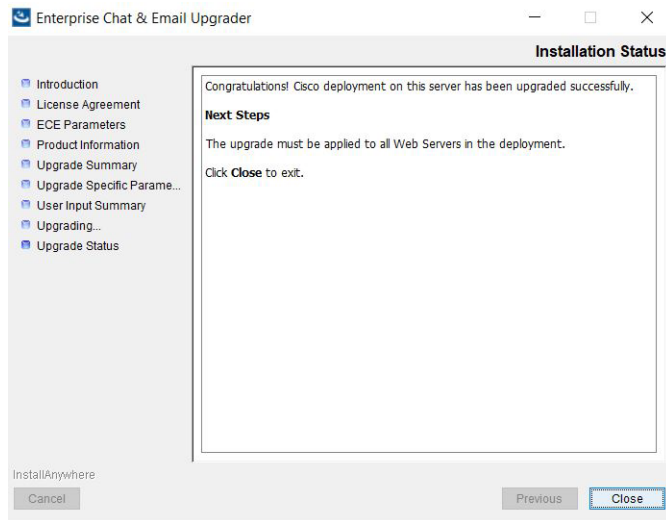 Enterprise Chat & Email Upgrader
Installation Status
Introduction
License Agreement
ECE Parameters
Product Information
Upgrade Summary
Upgrade Specific Parame...
User Input Summary
Upgrading...
Upgrade Status
Congratulations! Cisco deployment on this server has been upgraded successfully.
Next Steps
The upgrade must be applied to all Web Servers in the deployment.
Click Close to exit.
InstallAnywhere
Cancel
Previous
Close